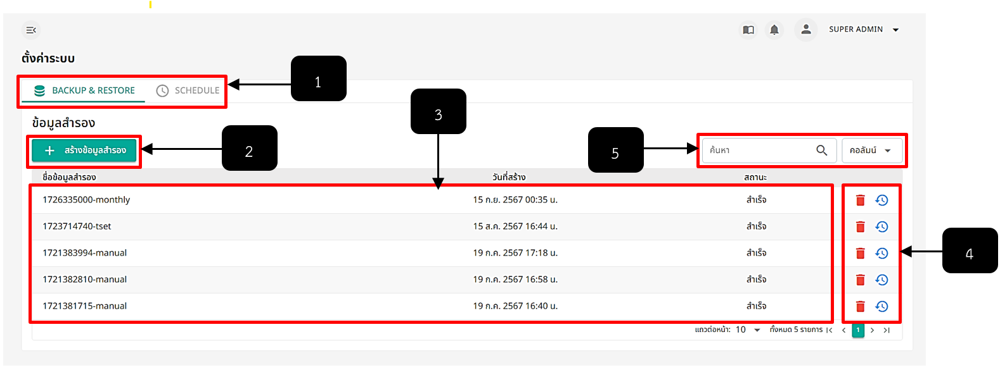 SUPER ADMIN
ตั้งค่าระบบ
1
BACKUP & RESTORE SCHEDULE
3
ข้อมูลสำรอง
2
5
+ สร้างข้อมูลสำรอง
ค้นหา คอลัมน์
ชื่อข้อมูลสำรอง วันที่สร้าง สถานะ
1726335000-monthly 15 ก.ย. 2567 00:35 น. สำเร็จ
1723714740-tset 15 ส.ค. 2567 16:44 น. สำเร็จ
1721383994-manual 19 ก.ค. 2567 17:18 น. สำเร็จ
4
1721382810-manual 19 ก.ค. 2567 16:58 น. สำเร็จ
1721381715-manual 19 ก.ค. 2567 16:40 น. สำเร็จ
แถวต่อหน้า: 10 ทั้งหมด 5 รายการ |< < 1 > >|